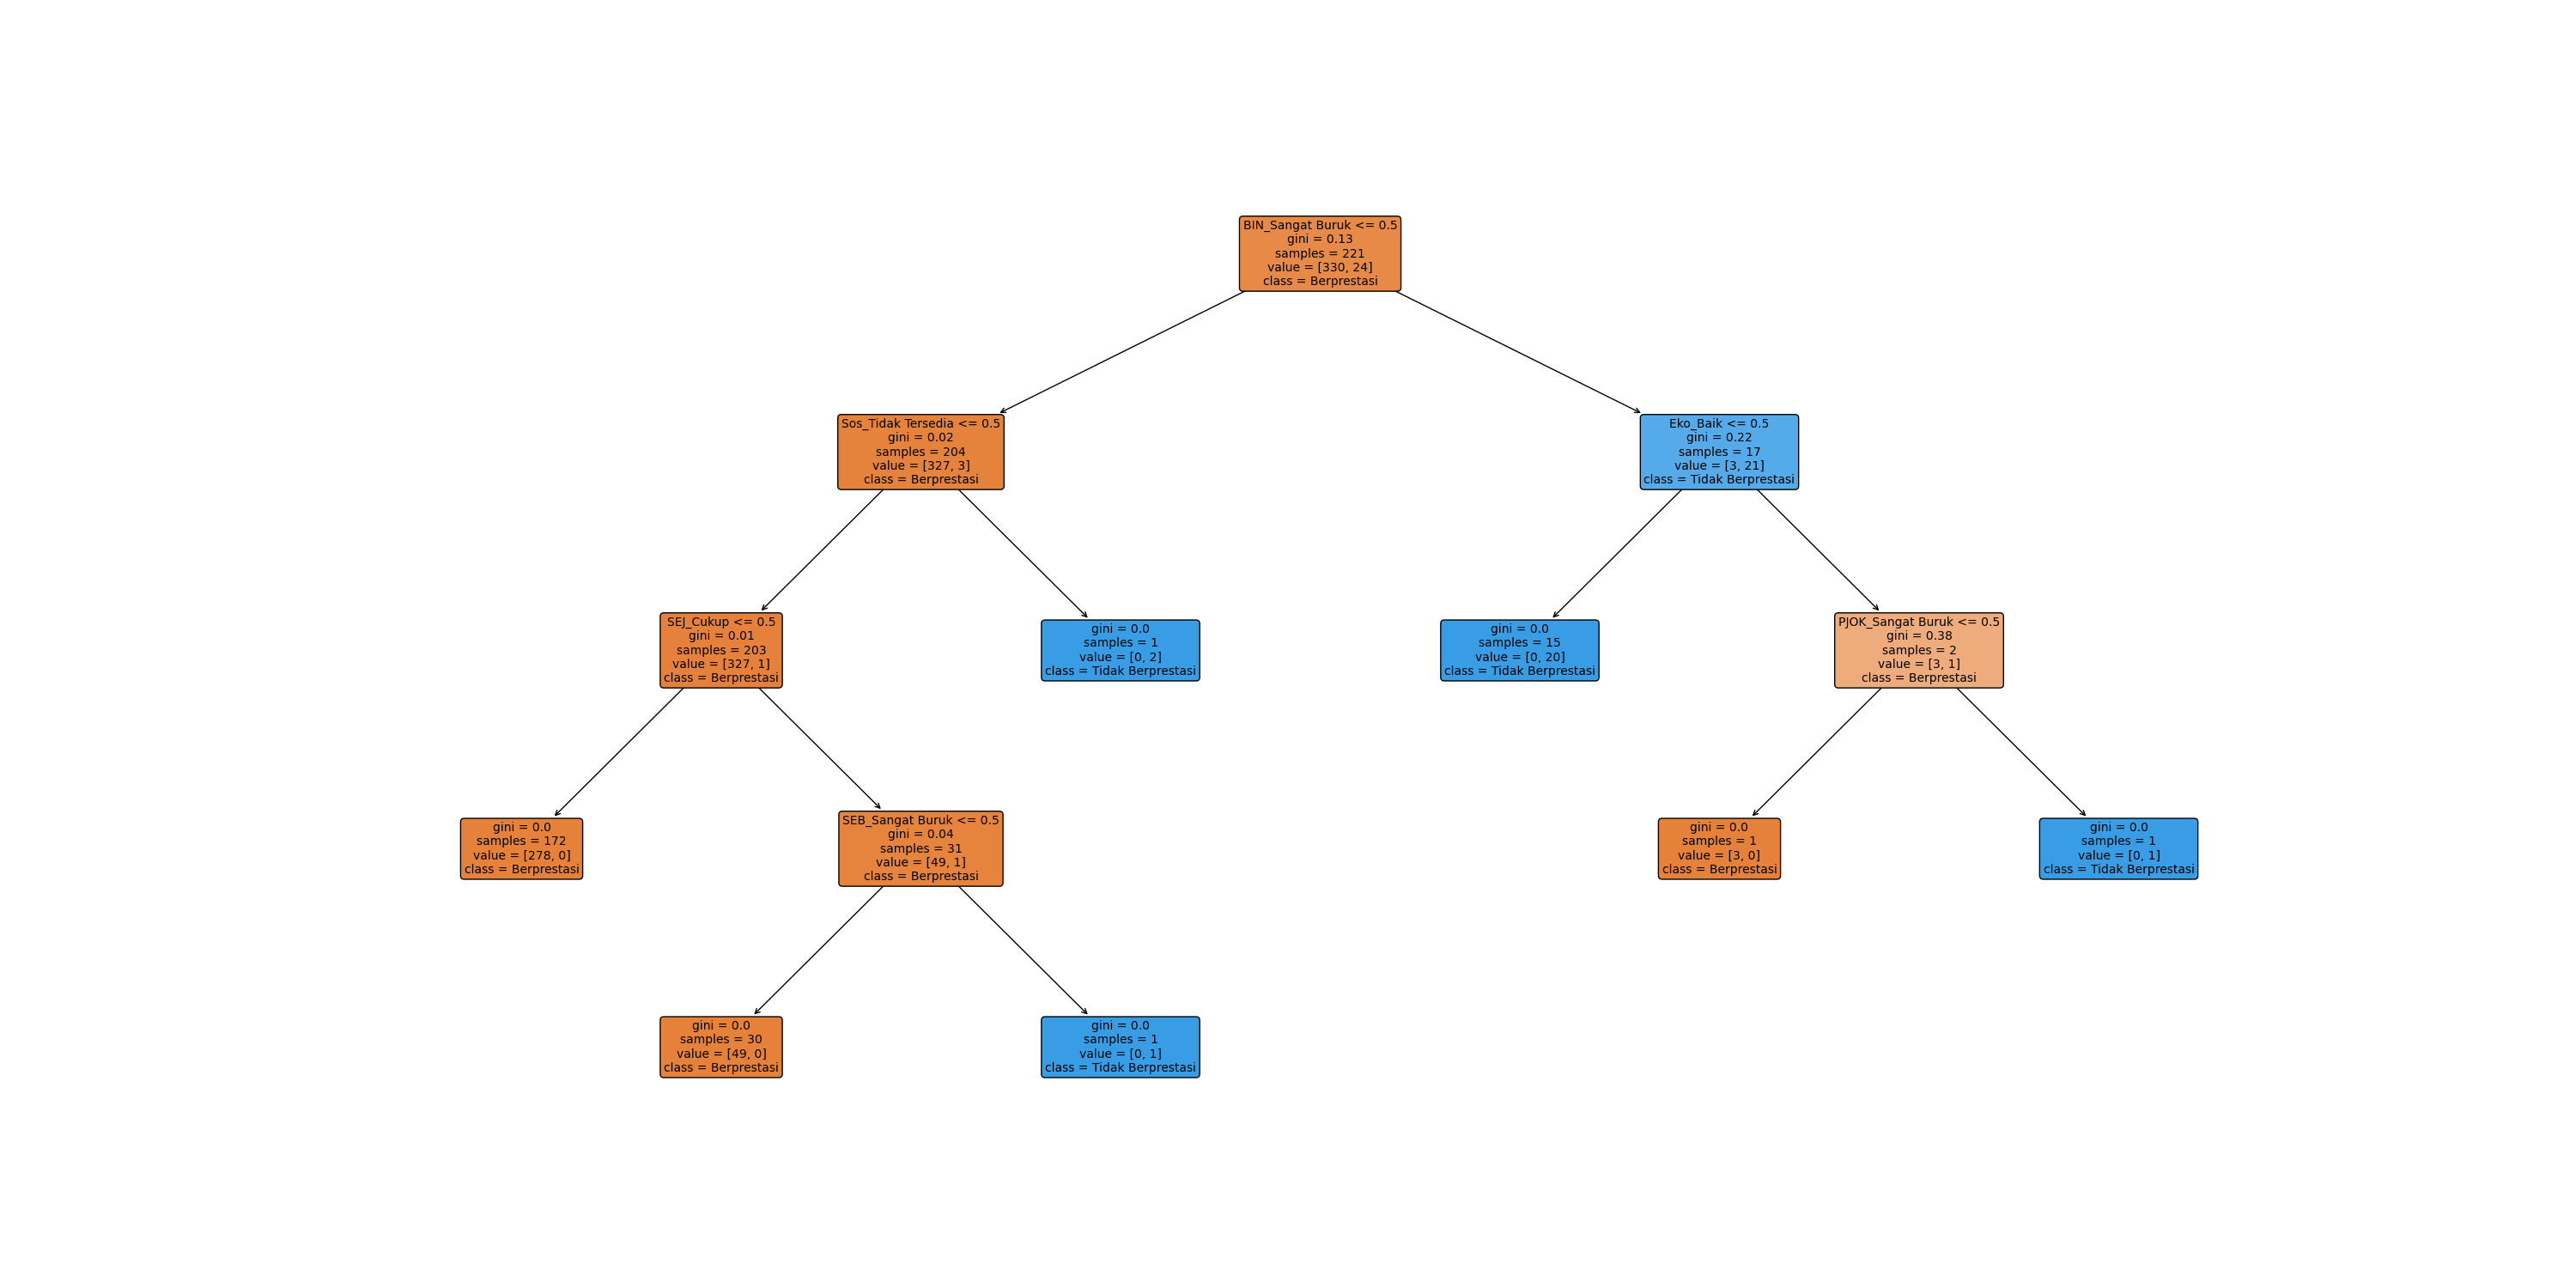 BIN_Sangat Buruk <= 0.5
gini = 0.13
samples = 221
value = [330, 24]
class = Berprestasi
Sos_Tidak Tersedia <= 0.5
gini = 0.02
samples = 204
value = [327, 3]
class = Berprestasi
Eko_Baik <= 0.5
gini = 0.22
samples = 17
value = [3, 21]
class = Tidak Berprestasi
SEJ_Cukup <= 0.5
gini = 0.01
samples = 203
value = [327, 1]
class = Berprestasi
gini = 0.0
samples = 1
value = [0, 2]
class = Tidak Berprestasi
gini = 0.0
samples = 15
value = [0, 20]
class = Tidak Berprestasi
PJOK_Sangat Buruk <= 0.5
gini = 0.38
samples = 2
value = [3, 1]
class = Berprestasi
gini = 0.0
samples = 172
value = [278, 0]
class = Berprestasi
SEB_Sangat Buruk <= 0.5
gini = 0.04
samples = 31
value = [49, 1]
class = Berprestasi
gini = 0.0
samples = 1
value = [3, 0]
class = Berprestasi
gini = 0.0
samples = 1
value = [0, 1]
class = Tidak Berprestasi
gini = 0.0
samples = 30
value = [49, 0]
class = Berprestasi
gini = 0.0
samples = 1
value = [0, 1]
class = Tidak Berprestasi